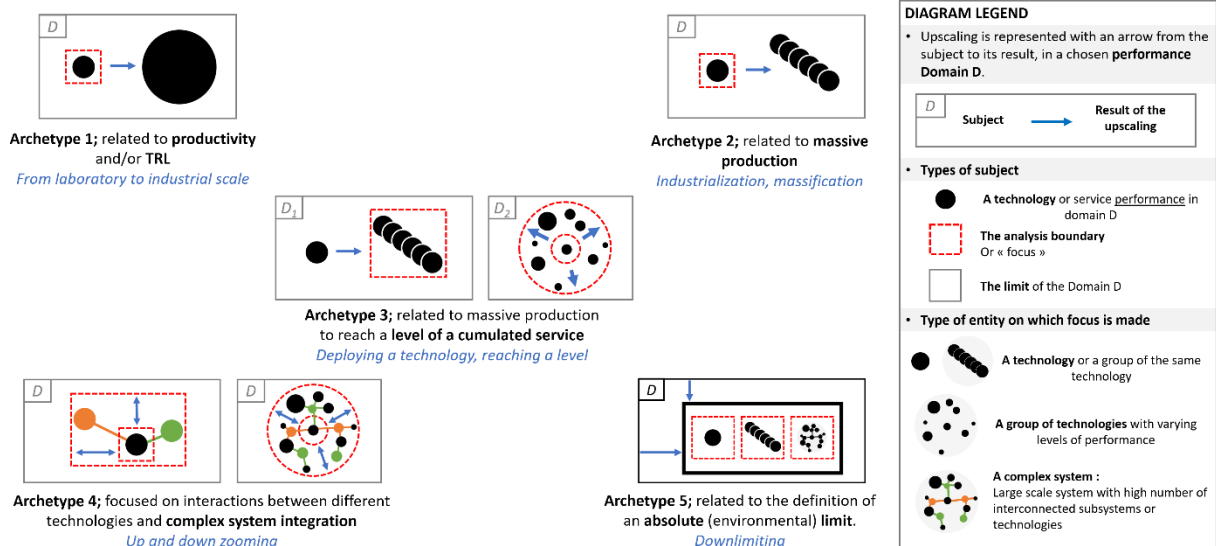 D
Archetype 1; related to productivity
and/or TRL
From laboratory to industrial scale
D
Archetype 2; related to massive
production
Industrialization, massification
D1
D2
Archetype 3; related to massive production
to reach a level of a cumulated service
Deploying a technology, reaching a level
D
D
Archetype 4; focused on interactions between different
technologies and complex system integration
Up and down zooming
D
Archetype 5; related to the definition of
an absolute (environmental) limit.
Downlimiting
DIAGRAM LEGEND
• Upscaling is represented with an arrow from the
subject to its result, in a chosen performance
Domain D.
D
Subject
Result of the
upscaling
• Types of subject
A technology or service performance in
domain D
The analysis boundary
Or « focus »
The limit of the Domain D
• Type of entity on which focus is made
A technology or a group of the same
technology
A group of technologies with varying
levels of performance
A complex system :
Large scale system with high number of
interconnected subsystems or
technologies